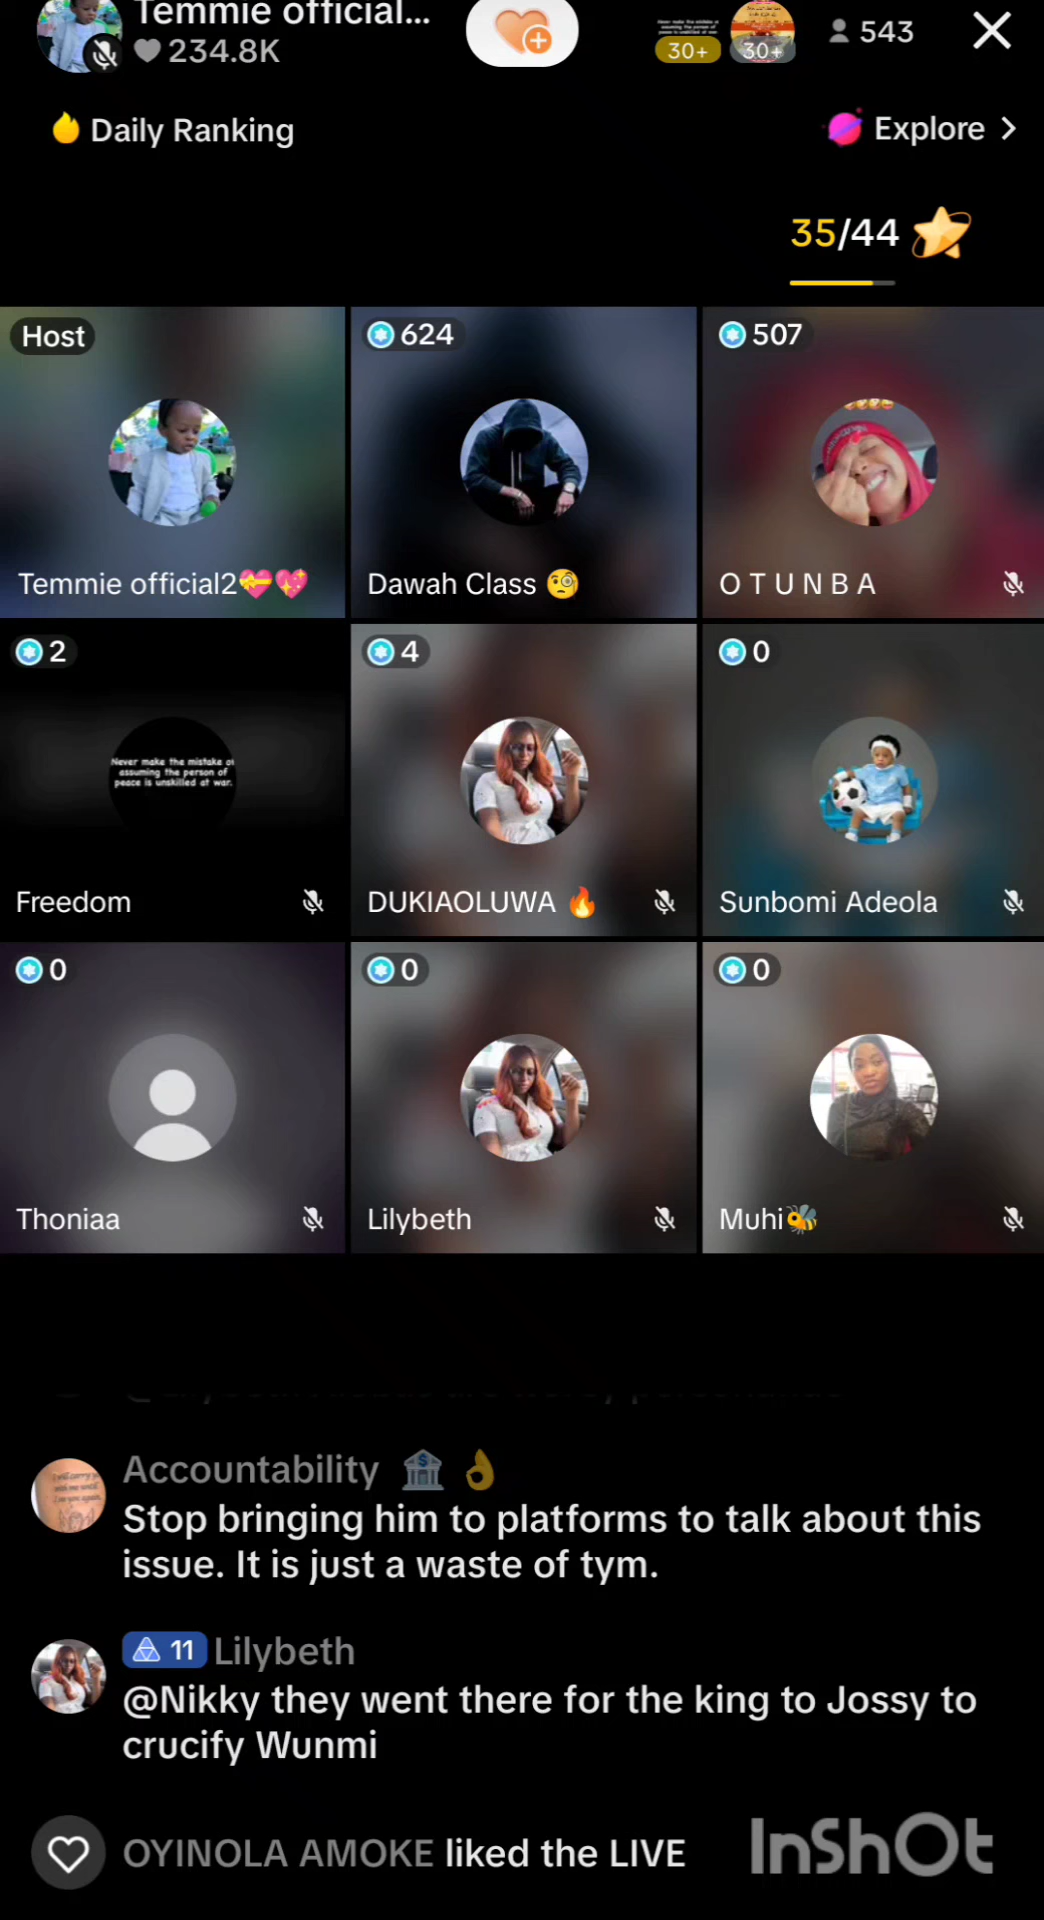 Temmie official...
234.8K
30+
30+
543
Daily Ranking
Explore
35/44
Host
624
507
Temmie official2
Dawah Class
O T U N B A
2
4
0
Never make the mistake of
assuming the person of
peace is unskilled at war.
Freedom
DUKIAOLUWA
Sunbomi Adeola
0
0
0
Thoniaa
Lilybeth
Muhi
Accountability
Stop bringing him to platforms to talk about this
issue. It is just a waste of tym.
11 Lilybeth
@Nikky they went there for the king to Jossy to
crucify Wunmi
OYINOLA AMOKE liked the LIVE
InShOt